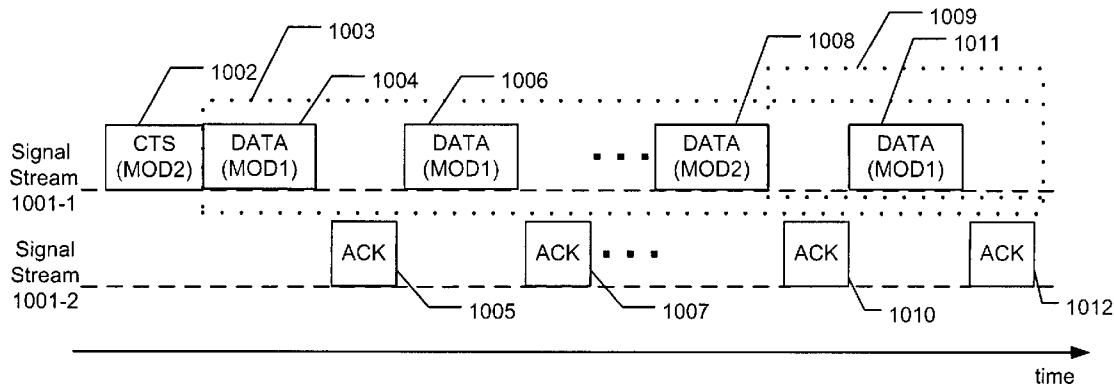 1009
1003
1008
1011
1002
1004
1006
Signal
Stream
1001-1
CTS
(MOD2)
DATA
(MOD1)
DATA
(MOD1)
DATA
(MOD2)
DATA
(MOD1)
Signal
Stream
1001-2
ACK
ACK
ACK
ACK
1005
1007
1010
1012
time